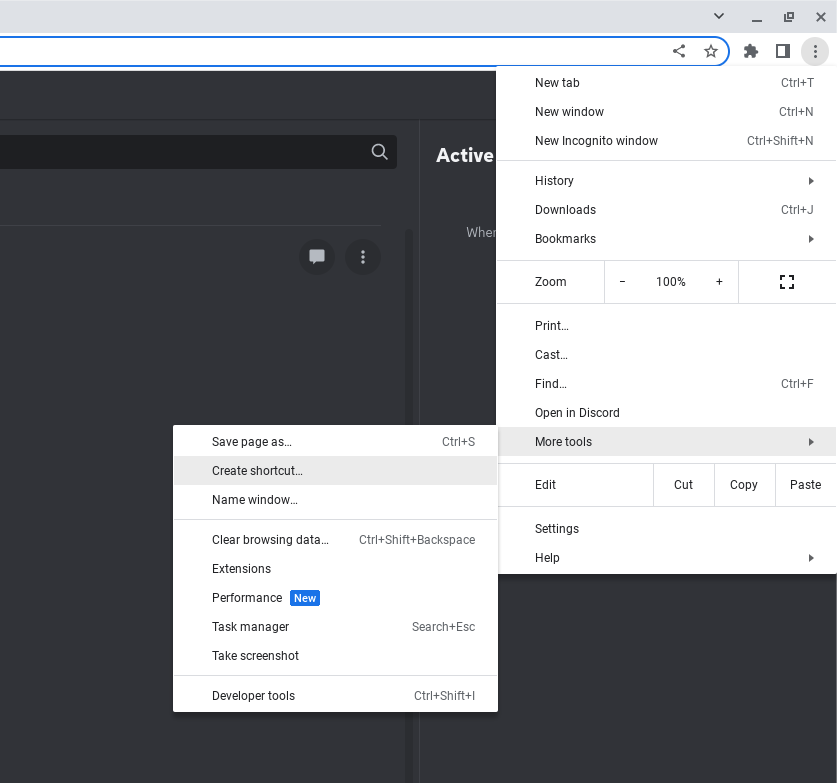 New tab Ctrl+T
New window Ctrl+N
New Incognito window Ctrl+Shift+N
Active
History
Downloads Ctrl+J
When
Bookmarks
Zoom - 100% +
Print...
Cast...
Find... Ctrl+F
Open in Discord
More tools
Edit Cut Copy Paste
Settings
Help
Save page as... Ctrl+S
Create shortcut...
Name window...
Clear browsing data... Ctrl+Shift+Backspace
Extensions
Performance New
Task manager Search+Esc
Take screenshot
Developer tools Ctrl+Shift+I